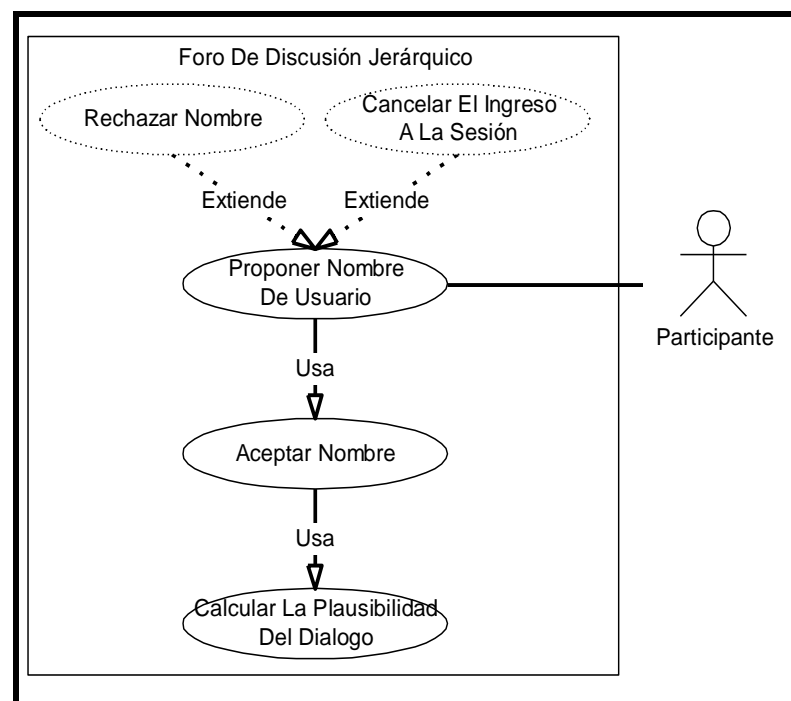 Foro De Discusión Jerárquico
Rechazar Nombre
Cancelar El Ingreso
A La Sesión
Extiende
Extiende
Proponer Nombre
De Usuario
Participante
Usa
Aceptar Nombre
Usa
Calcular La Plausibilidad
Del Dialogo